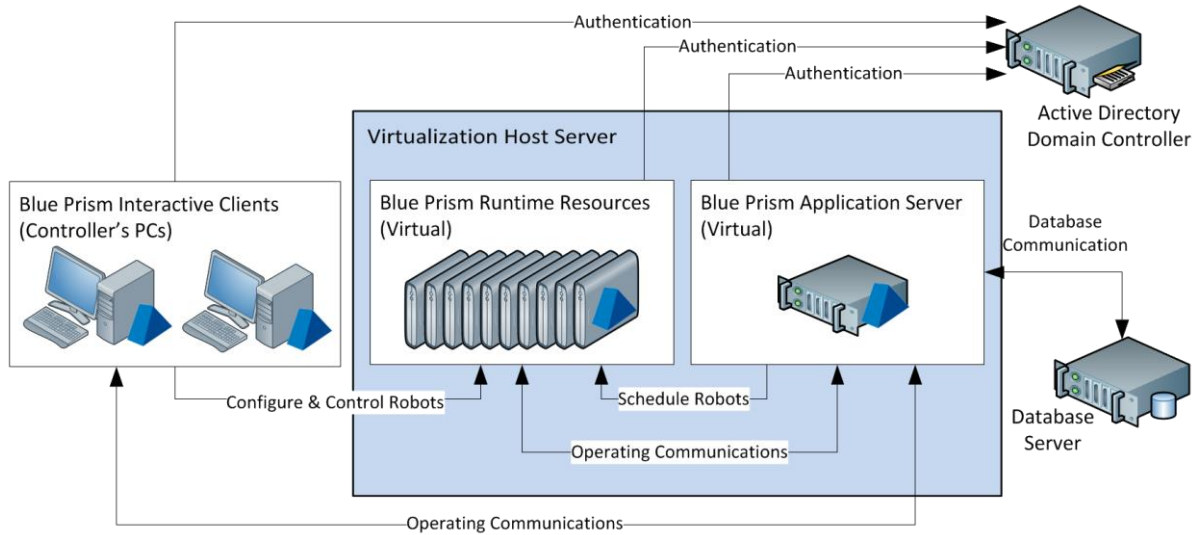 Authentication
Authentication
Authentication
Active Directory
Domain Controller
Virtualization Host Server
Blue Prism Interactive Clients
(Controller's PCs)
Blue Prism Runtime Resources
(Virtual)
Blue Prism Application Server
(Virtual)
Database
Communication
Configure & Control Robots
Schedule Robots
Database
Server
Operating Communications
Operating Communications